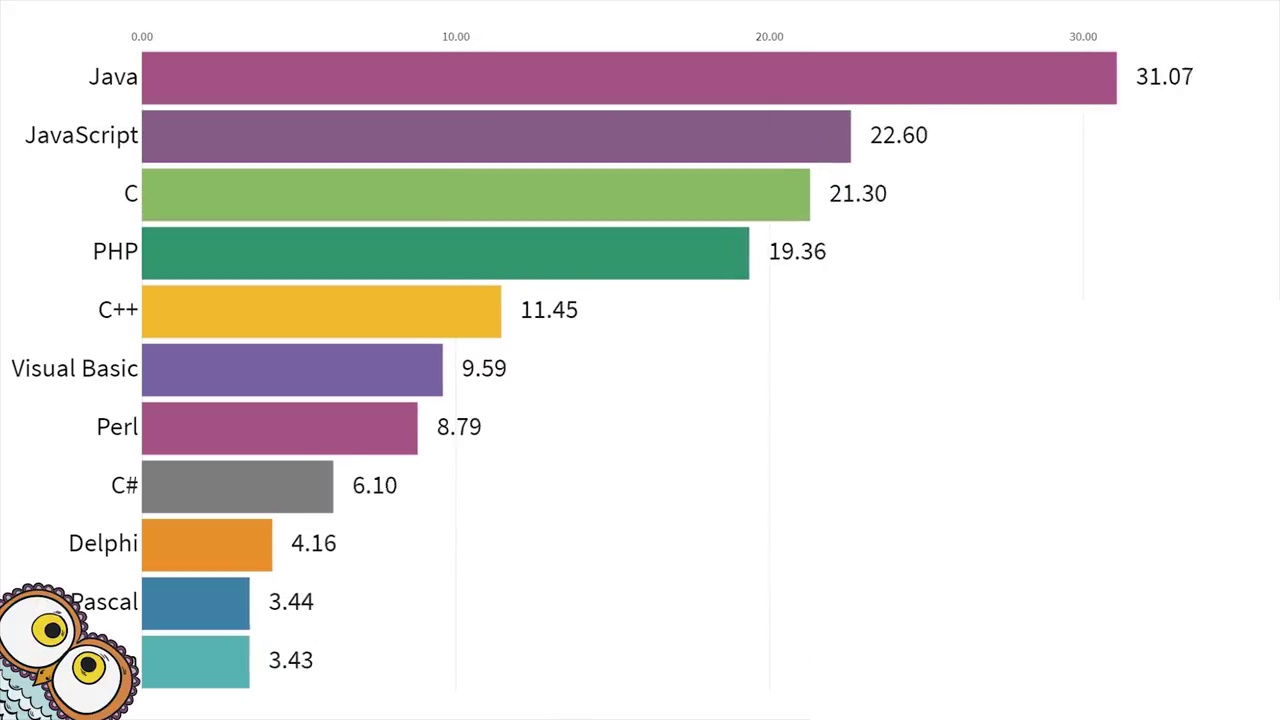 0.00 10.00 20.00 30.00
Java 31.07
JavaScript 22.60
C 21.30
PHP 19.36
C++ 11.45
Visual Basic 9.59
Perl 8.79
C# 6.10
Delphi 4.16
Pascal 3.44
3.43